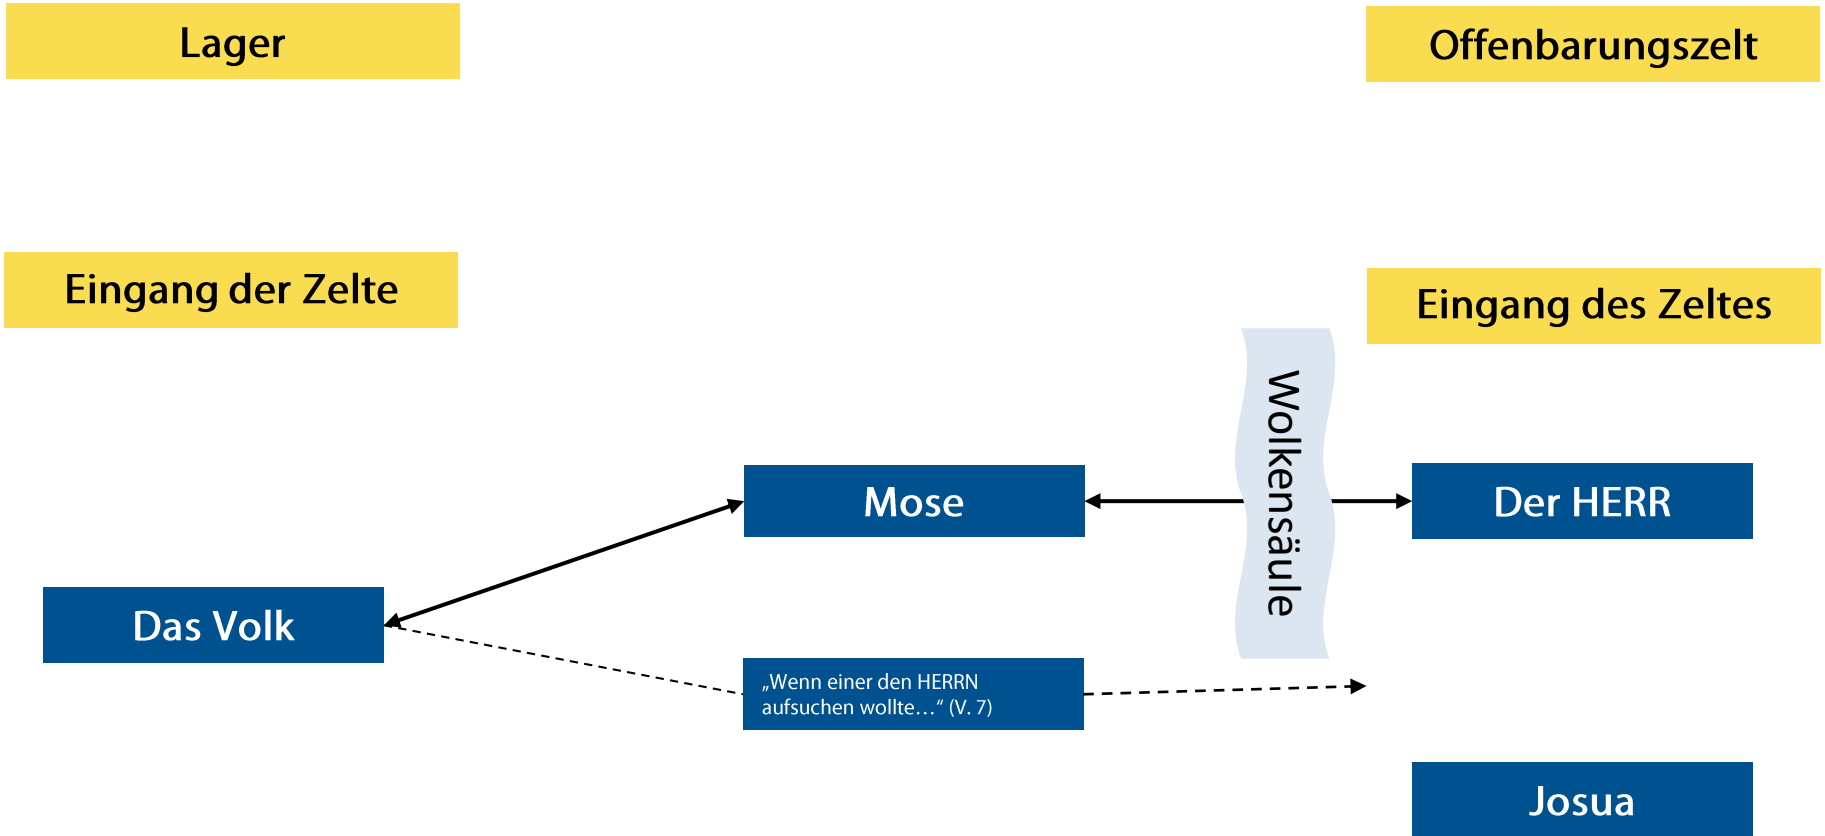 Lager
Offenbarungszelt
Eingang der Zelte
Eingang des Zeltes
Wolkensäule
Mose
Der HERR
Das Volk
„Wenn einer den HERRN
aufsuchen wollte…“ (V. 7)
Josua